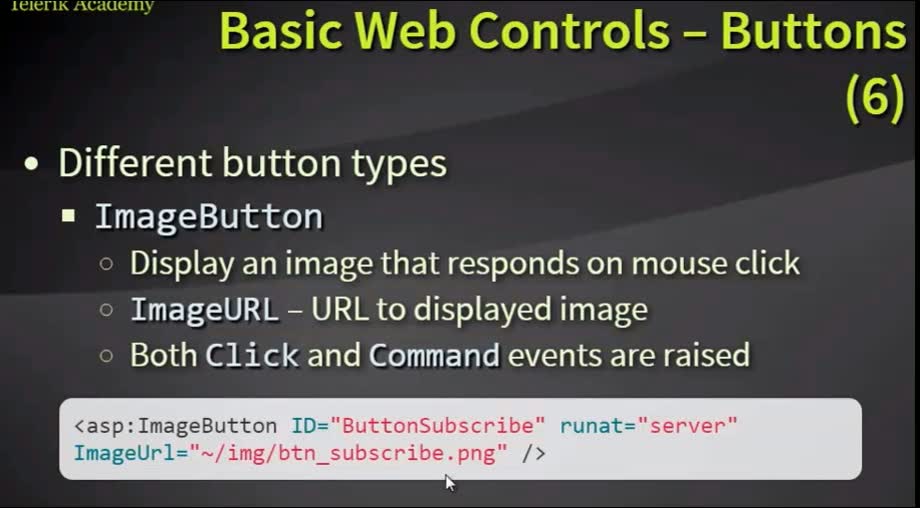 Telerik Academy
Basic Web Controls – Buttons
(6)
• Different button types
▪ ImageButton
○ Display an image that responds on mouse click
○ ImageURL – URL to displayed image
○ Both Click and Command events are raised
<asp:ImageButton ID="ButtonSubscribe" runat="server"
ImageUrl="~/img/btn_subscribe.png" />